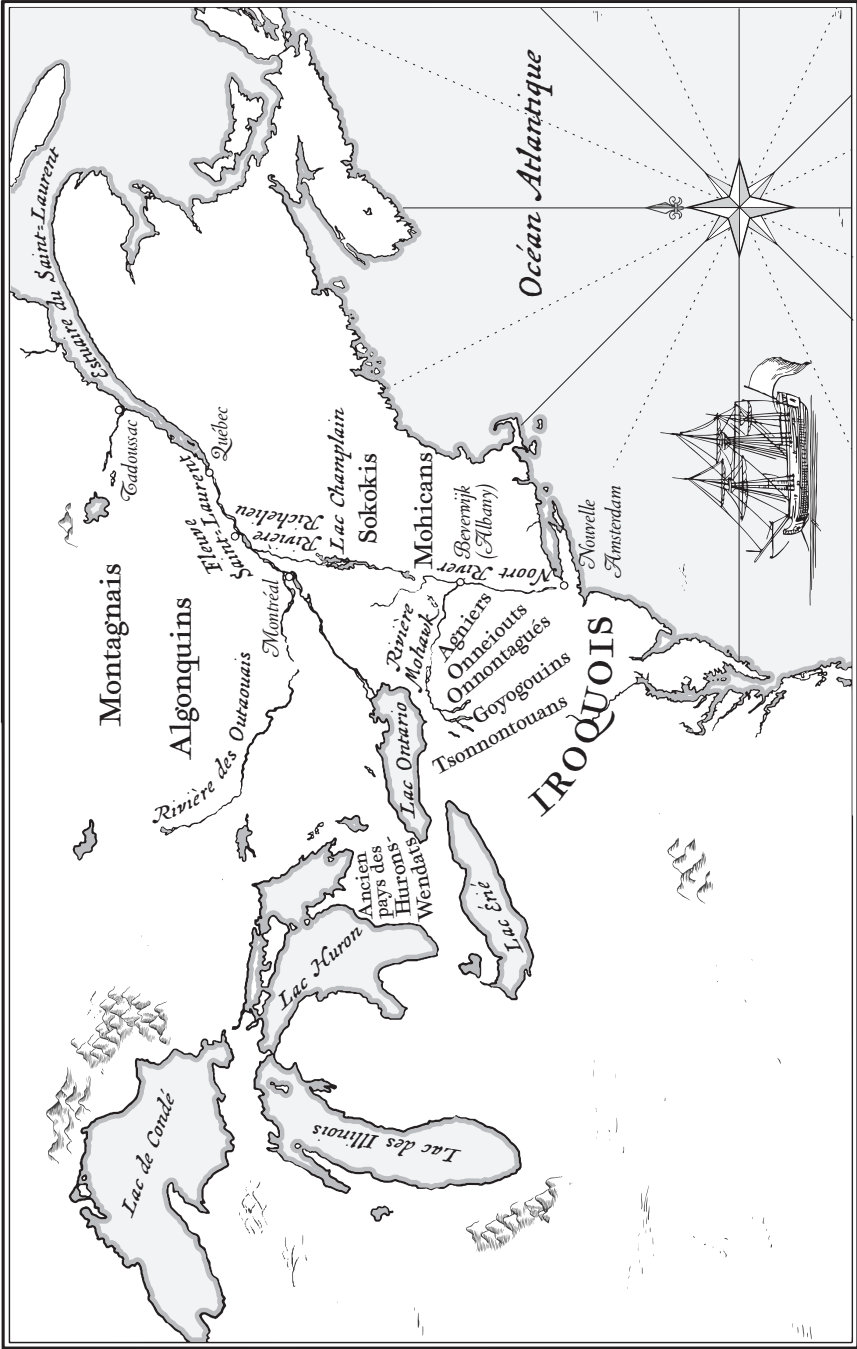 Estuaire du Saint-Laurent
Tadoussac
Québec
Fleuve
Saint-Laurent
Rivière
Richelieu
Montréal
Montagnais
Algonquins
Rivière des Outaouais
Lac Champlain
Sokokis
Mohicans
Beverwijk
(Albany)
Noort River
Nouvelle
Amsterdam
Océan Atlantique
Rivière
Mohawk
Agniers
Onneiouts
Onnontagués
Goyogouins
Tsonnontouans
IROQUOIS
Lac Ontario
Ancien
pays des
Hurons-
Wendats
Lac Érié
Lac Huron
Lac des Illinois
Lac de Condé